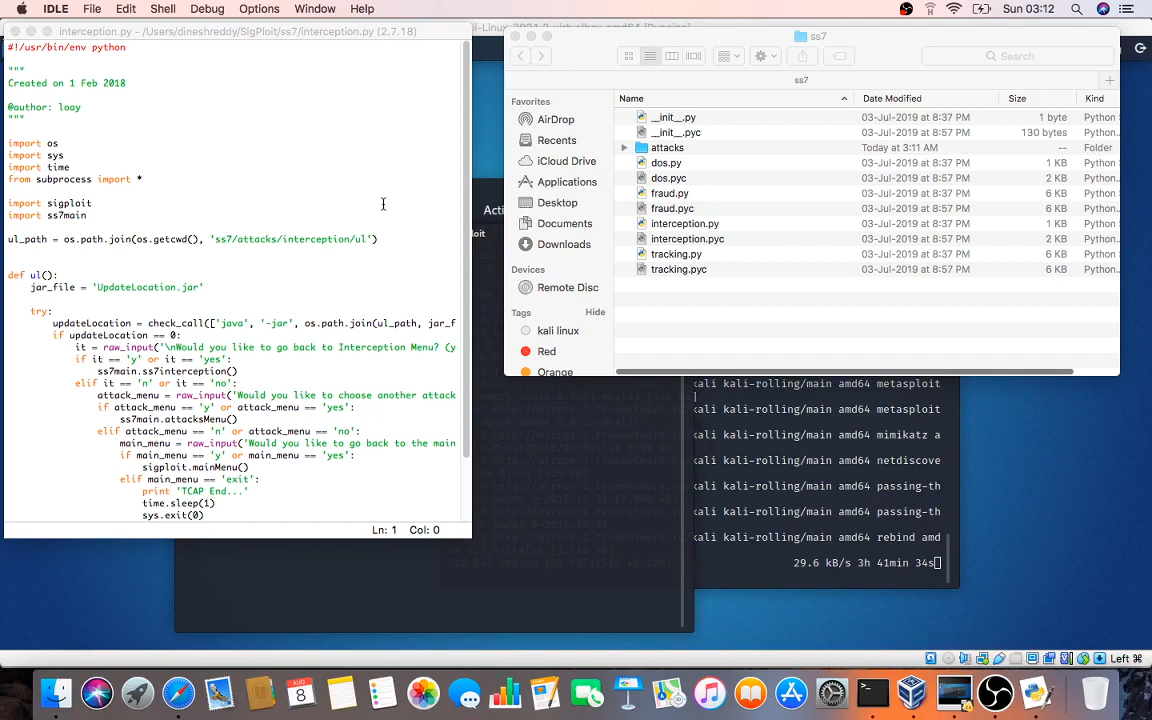 IDLE File Edit Shell Debug Options Window Help Sun 03:12
interception.py - /Users/dineshreddy/SigPloit/ss7/interception.py (2.7.18)
#!/usr/bin/env python
"""
Created on 1 Feb 2018
@author: loay
"""
import os
import sys
import time
from subprocess import *
import sigploit
import ss7main
ul_path = os.path.join(os.getcwd(), 'ss7/attacks/interception/ul')
def ul():
jar_file = 'UpdateLocation.jar'
try:
updateLocation = check_call(['java', '-jar', os.path.join(ul_path, jar_f
if updateLocation == 0:
it = raw_input('\nWould you like to go back to Interception Menu? (y
if it == 'y' or it == 'yes':
ss7main.ss7interception()
elif it == 'n' or it == 'no':
attack_menu = raw_input('Would you like to choose another attack
if attack_menu == 'y' or attack_menu == 'yes':
ss7main.attacksMenu()
elif attack_menu == 'n' or attack_menu == 'no':
main_menu = raw_input('Would you like to go back to the main
if main_menu == 'y' or main_menu == 'yes':
sigploit.mainMenu()
elif main_menu == 'exit':
print 'TCAP End...'
time.sleep(1)
sys.exit(0)
Ln: 1 Col: 0
ss7
Search
ss7
Favorites
AirDrop
Recents
iCloud Drive
Applications
Desktop
Documents
Downloads
Devices
Remote Disc
Tags Hide
kali linux
Red
Orange
Name Date Modified Size Kind
__init__.py 03-Jul-2019 at 8:37 PM 1 byte Python
__init__.pyc 03-Jul-2019 at 8:57 PM 130 bytes Python...
attacks Today at 3:11 AM -- Folder
dos.py 03-Jul-2019 at 8:37 PM 1 KB Python
dos.pyc 03-Jul-2019 at 8:57 PM 2 KB Python...
fraud.py 03-Jul-2019 at 8:37 PM 6 KB Python
fraud.pyc 03-Jul-2019 at 8:57 PM 6 KB Python...
interception.py 03-Jul-2019 at 8:37 PM 1 KB Python
interception.pyc 03-Jul-2019 at 8:57 PM 2 KB Python...
tracking.py 03-Jul-2019 at 8:37 PM 6 KB Python
tracking.pyc 03-Jul-2019 at 8:57 PM 6 KB Python...
Acti
kali kali-rolling/main amd64 metasploit
kali kali-rolling/main amd64 metasploit
kali kali-rolling/main amd64 mimikatz a
kali kali-rolling/main amd64 netdiscove
kali kali-rolling/main amd64 passing-th
kali kali-rolling/main amd64 passing-th
kali kali-rolling/main amd64 rebind amd
29.6 kB/s 3h 41min 34s
Left ⌘
AUG
8